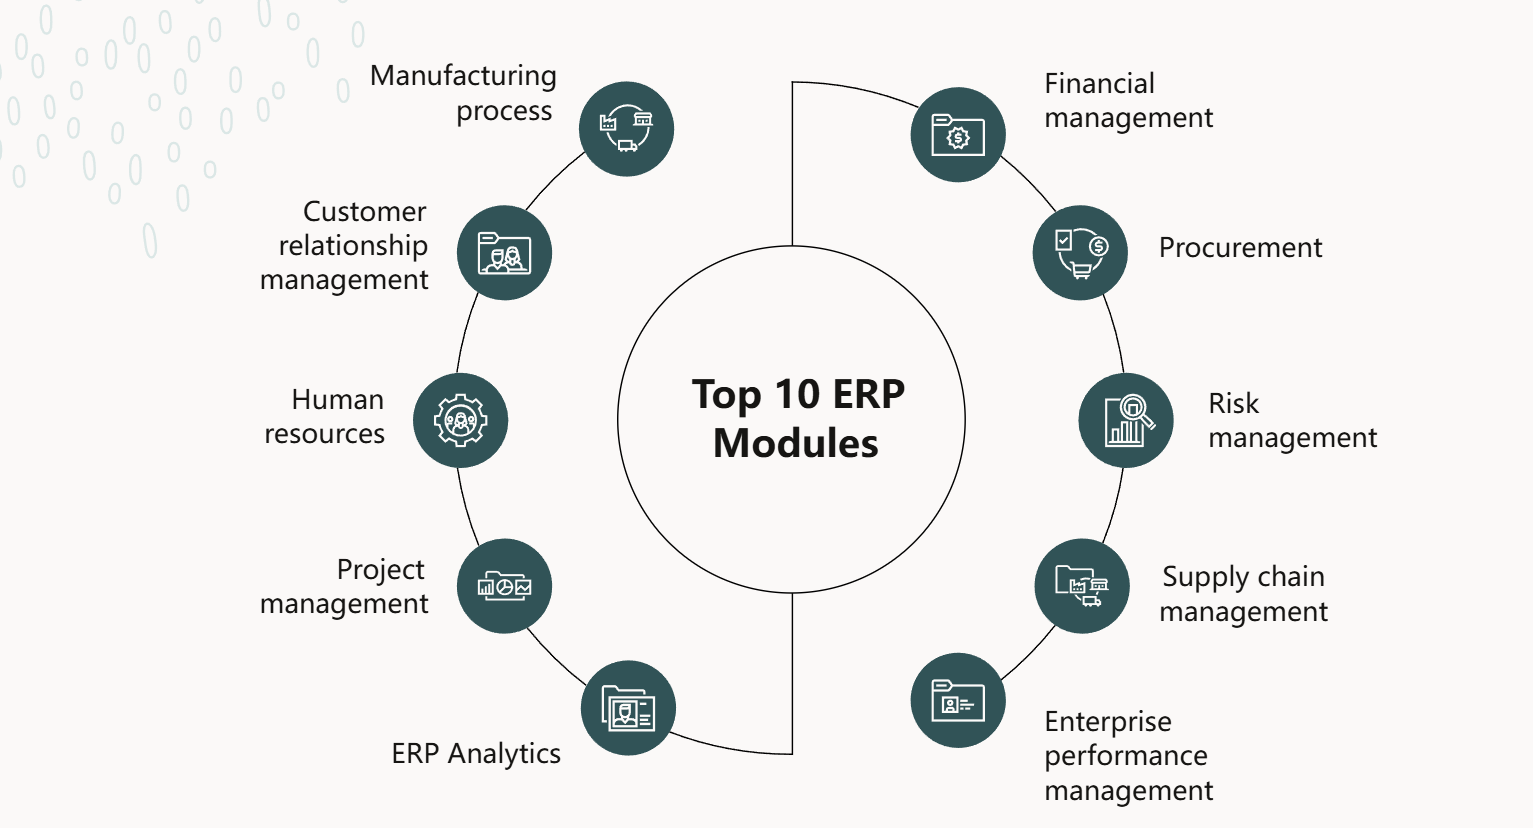 Top 10 ERP
Modules
Financial
management
Procurement
Risk
management
Supply chain
management
Enterprise
performance
management
Manufacturing
process
Customer
relationship
management
Human
resources
Project
management
ERP Analytics